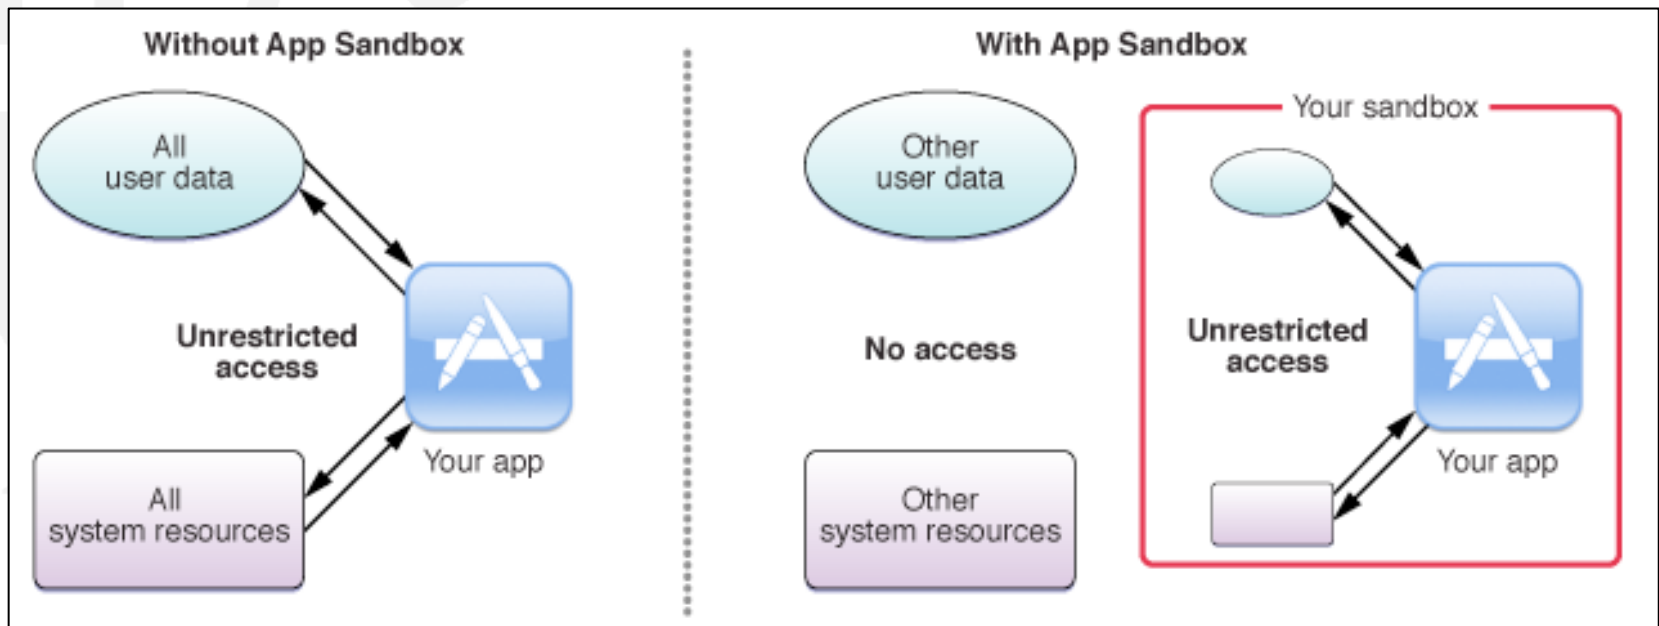 Without App Sandbox
All
user data
Unrestricted
access
Your app
All
system resources
With App Sandbox
Other
user data
No access
Other
system resources
Your sandbox
Unrestricted
access
Your app